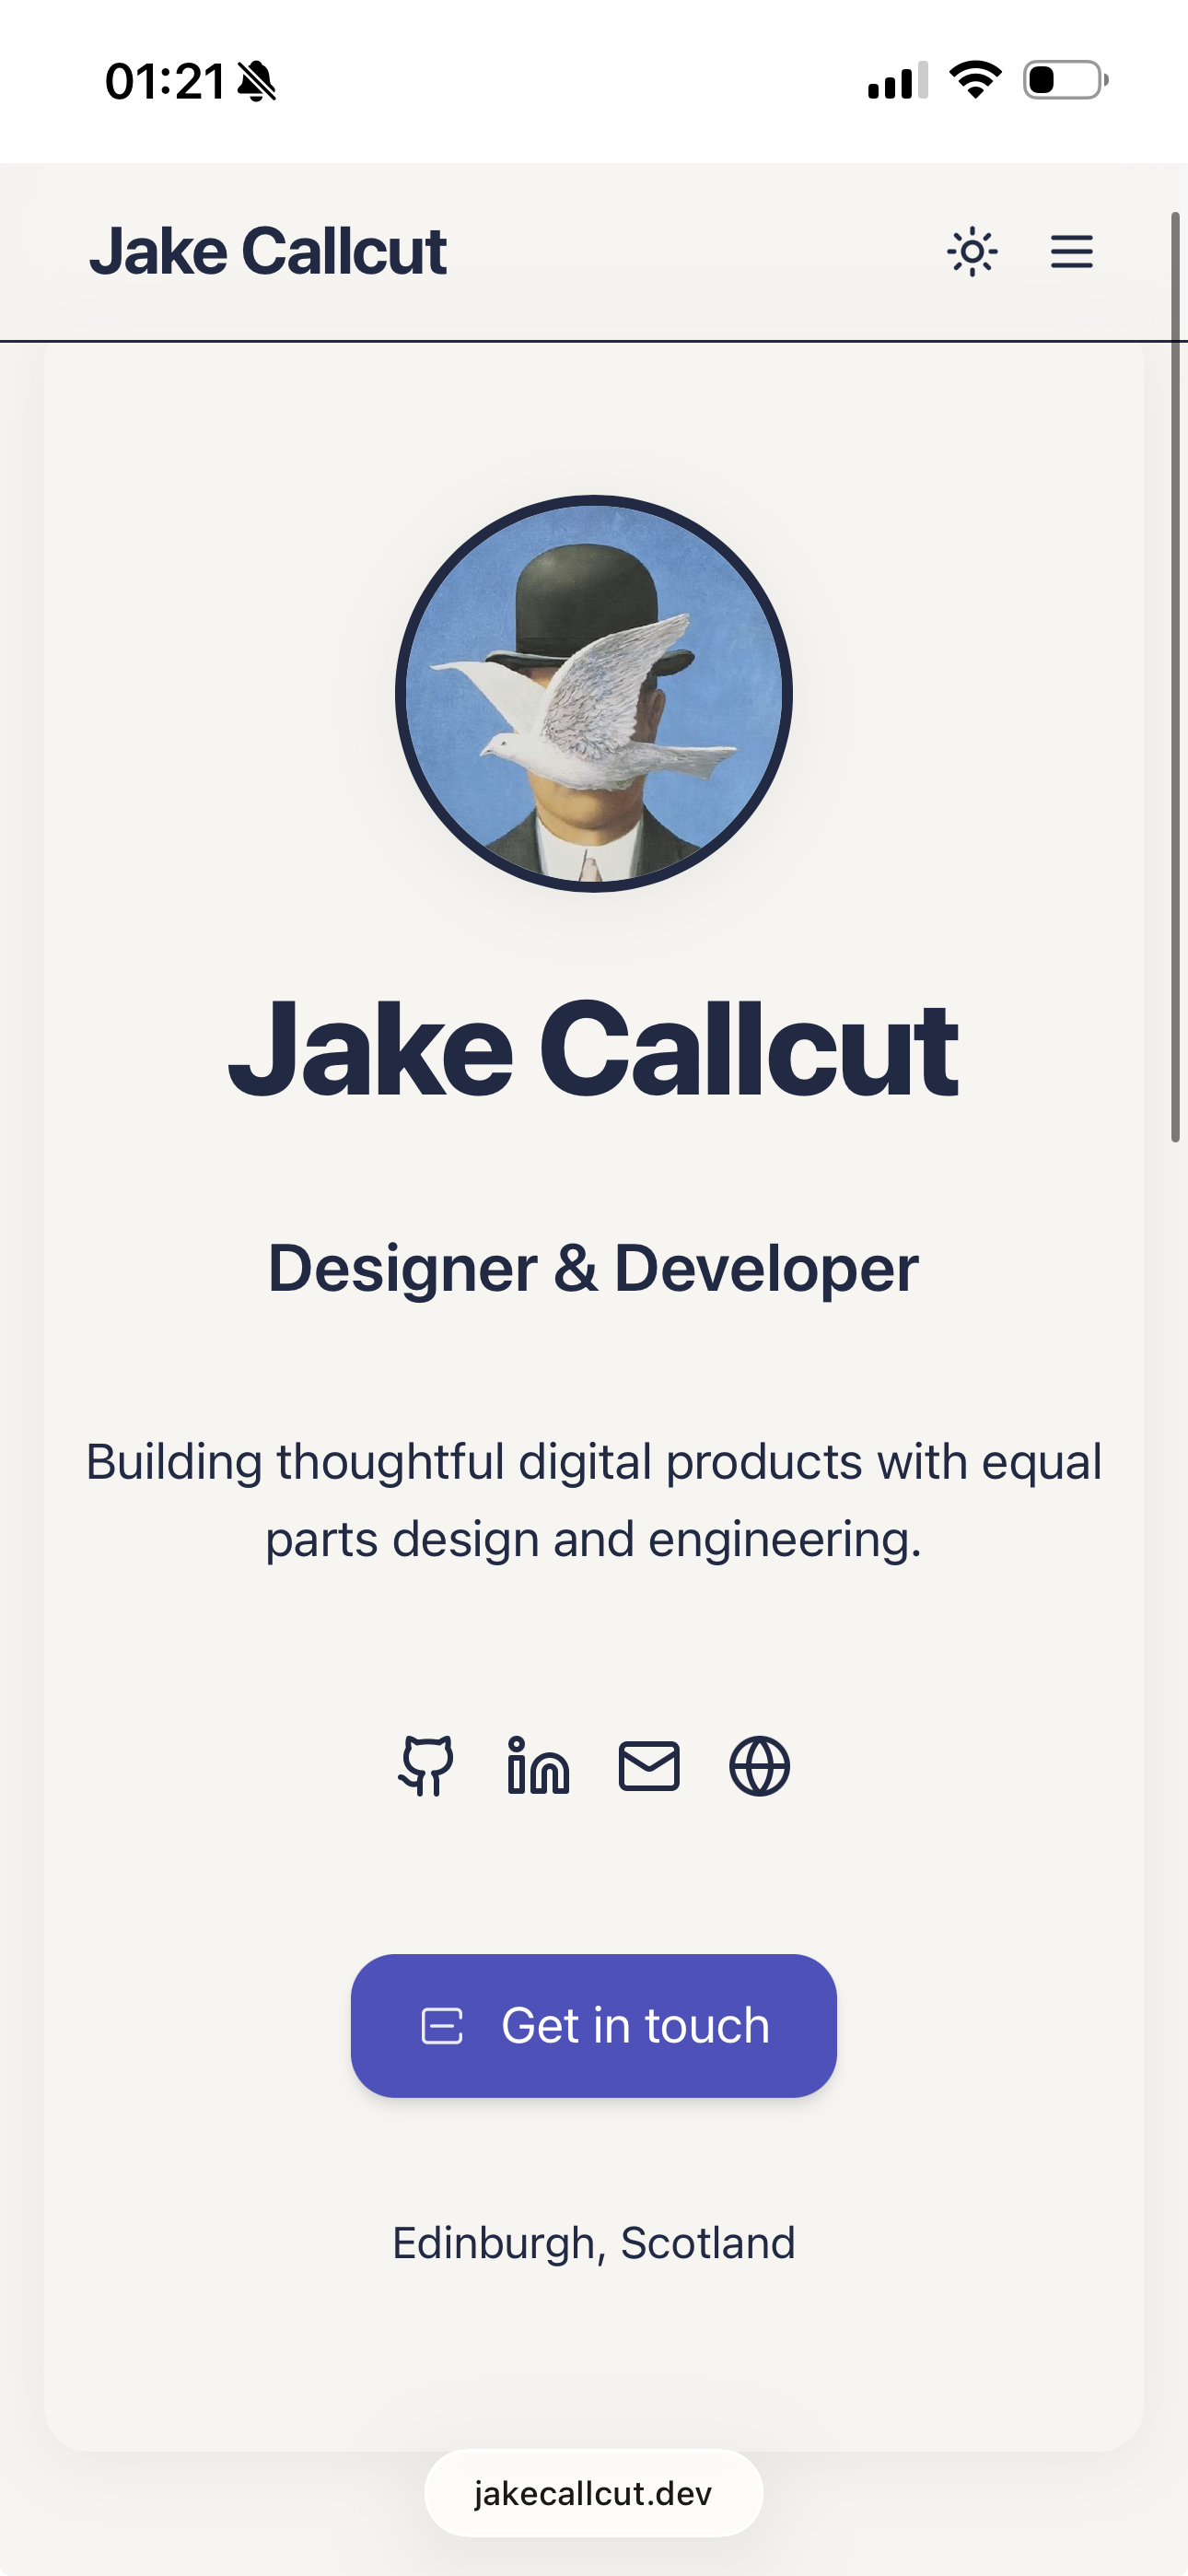 01:21
Jake Callcut
Jake Callcut
Designer & Developer
Building thoughtful digital products with equal
parts design and engineering.
Get in touch
Edinburgh, Scotland
jakecallcut.dev